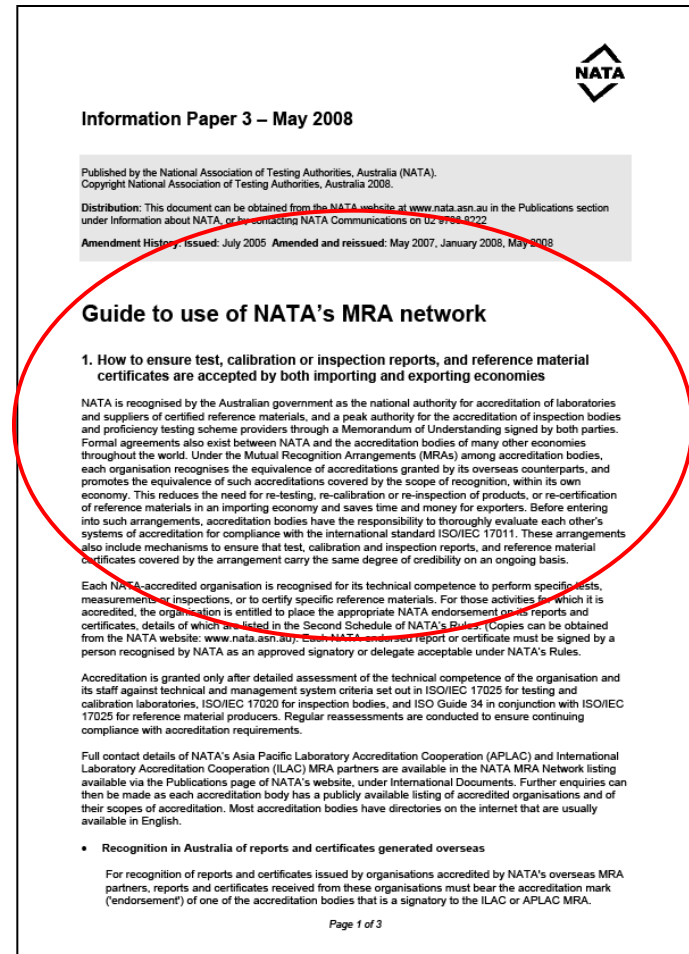 NATA
Information Paper 3 – May 2008
Published by the National Association of Testing Authorities, Australia (NATA).
Copyright National Association of Testing Authorities, Australia 2008.
Distribution: This document can be obtained from the NATA website at www.nata.asn.au in the Publications section
under Information about NATA, or by contacting NATA Communications on 02 9736 8222
Amendment History: Issued: July 2005 Amended and reissued: May 2007, January 2008, May 2008
Guide to use of NATA's MRA network
1. How to ensure test, calibration or inspection reports, and reference material
certificates are accepted by both importing and exporting economies
NATA is recognised by the Australian government as the national authority for accreditation of laboratories
and suppliers of certified reference materials, and a peak authority for the accreditation of inspection bodies
and proficiency testing scheme providers through a Memorandum of Understanding signed by both parties.
Formal agreements also exist between NATA and the accreditation bodies of many other economies
throughout the world. Under the Mutual Recognition Arrangements (MRAs) among accreditation bodies,
each organisation recognises the equivalence of accreditations granted by its overseas counterparts, and
promotes the equivalence of such accreditations covered by the scope of recognition, within its own
economy. This reduces the need for re-testing, re-calibration or re-inspection of products, or re-certification
of reference materials in an importing economy and saves time and money for exporters. Before entering
into such arrangements, accreditation bodies have the responsibility to thoroughly evaluate each other's
systems of accreditation for compliance with the international standard ISO/IEC 17011. These arrangements
also include mechanisms to ensure that test, calibration and inspection reports, and reference material
certificates covered by the arrangement carry the same degree of credibility on an ongoing basis.
Each NATA-accredited organisation is recognised for its technical competence to perform specific tests,
measurements or inspections, or to certify specific reference materials. For those activities for which it is
accredited, the organisation is entitled to place the appropriate NATA endorsement on its reports and
certificates, details of which are listed in the Second Schedule of NATA's Rules. (Copies can be obtained
from the NATA website: www.nata.asn.au). Each NATA-endorsed report or certificate must be signed by a
person recognised by NATA as an approved signatory or delegate acceptable under NATA's Rules.
Accreditation is granted only after detailed assessment of the technical competence of the organisation and
its staff against technical and management system criteria set out in ISO/IEC 17025 for testing and
calibration laboratories, ISO/IEC 17020 for inspection bodies, and ISO Guide 34 in conjunction with ISO/IEC
17025 for reference material producers. Regular reassessments are conducted to ensure continuing
compliance with accreditation requirements.
Full contact details of NATA's Asia Pacific Laboratory Accreditation Cooperation (APLAC) and International
Laboratory Accreditation Cooperation (ILAC) MRA partners are available in the NATA MRA Network listing
available via the Publications page of NATA's website, under International Documents. Further enquiries can
then be made as each accreditation body has a publicly available listing of accredited organisations and of
their scopes of accreditation. Most accreditation bodies have directories on the internet that are usually
available in English.
• Recognition in Australia of reports and certificates generated overseas
For recognition of reports and certificates issued by organisations accredited by NATA's overseas MRA
partners, reports and certificates received from these organisations must bear the accreditation mark
('endorsement') of one of the accreditation bodies that is a signatory to the ILAC or APLAC MRA.
Page 1 of 3